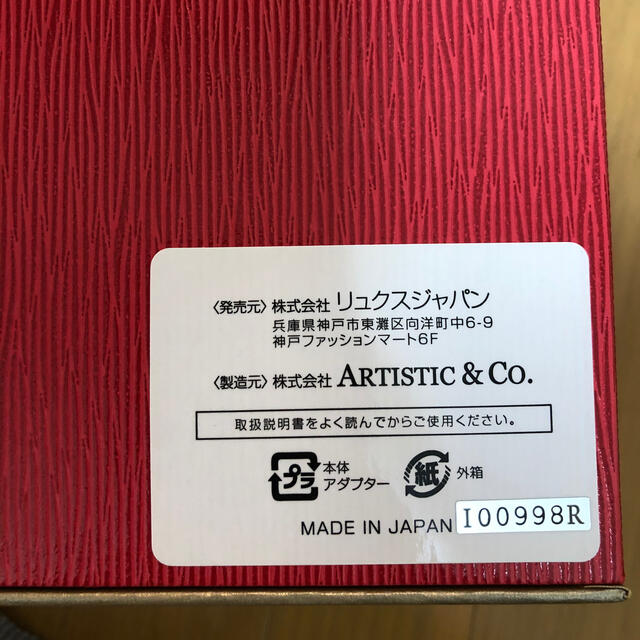 〈発売元〉株式会社 リュクスジャパン
兵庫県神戸市東灘区向洋町中6-9
神戸ファッションマート6F
〈製造元〉株式会社 ARTISTIC & CO.
取扱説明書をよく読んでからご使用ください。
プラ 本体 紙 外箱
アダプター
MADE IN JAPAN I00998R